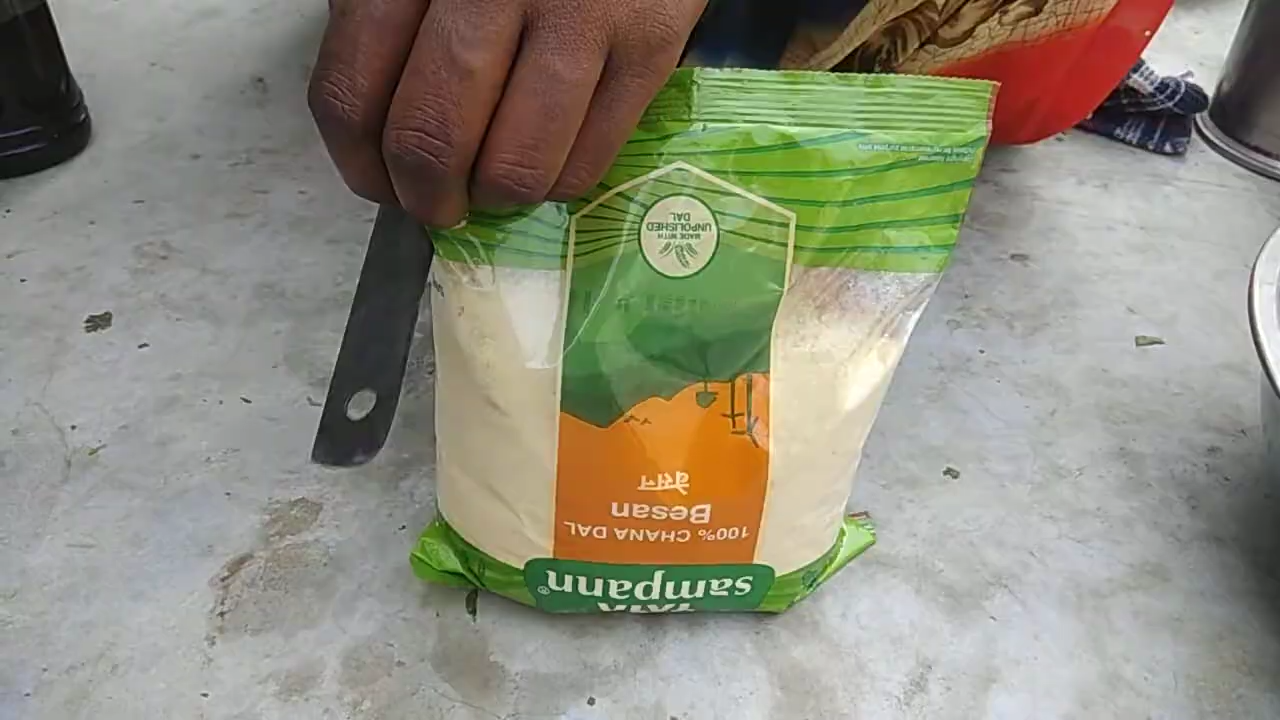 TATA
sampann®
100% CHANA DAL
Besan
बेसन
MADE WITH
UNPOLISHED
DAL